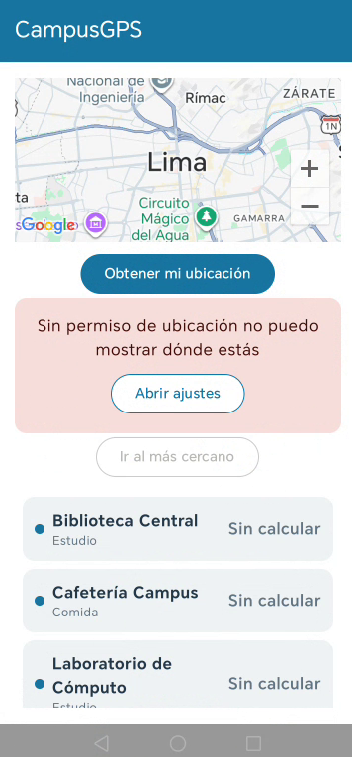 CampusGPS
Nacional de
Ingeniería
Rímac
ZÁRATE
1N
Lima
ta
Circuito
Mágico
del Agua
GAMARRA
Google
+
−
Obtener mi ubicación
Sin permiso de ubicación no puedo
mostrar dónde estás
Abrir ajustes
Ir al más cercano
Biblioteca Central
Estudio
Sin calcular
Cafetería Campus
Comida
Sin calcular
Laboratorio de
Cómputo
Estudio
Sin calcular